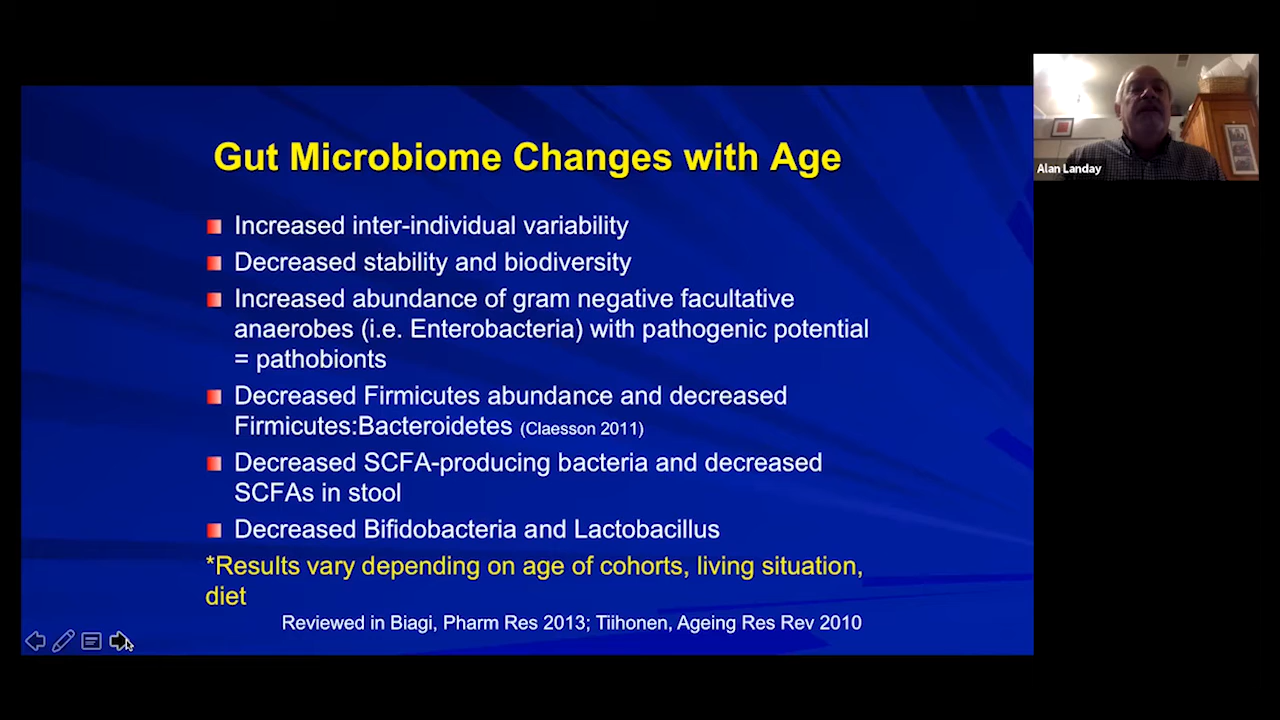 Gut Microbiome Changes with Age
Increased inter-individual variability
Decreased stability and biodiversity
Increased abundance of gram negative facultative
anaerobes (i.e. Enterobacteria) with pathogenic potential
= pathobionts
Decreased Firmicutes abundance and decreased
Firmicutes:Bacteroidetes (Claesson 2011)
Decreased SCFA-producing bacteria and decreased
SCFAs in stool
Decreased Bifidobacteria and Lactobacillus
*Results vary depending on age of cohorts, living situation,
diet
Reviewed in Biagi, Pharm Res 2013; Tiihonen, Ageing Res Rev 2010
Alan Landay